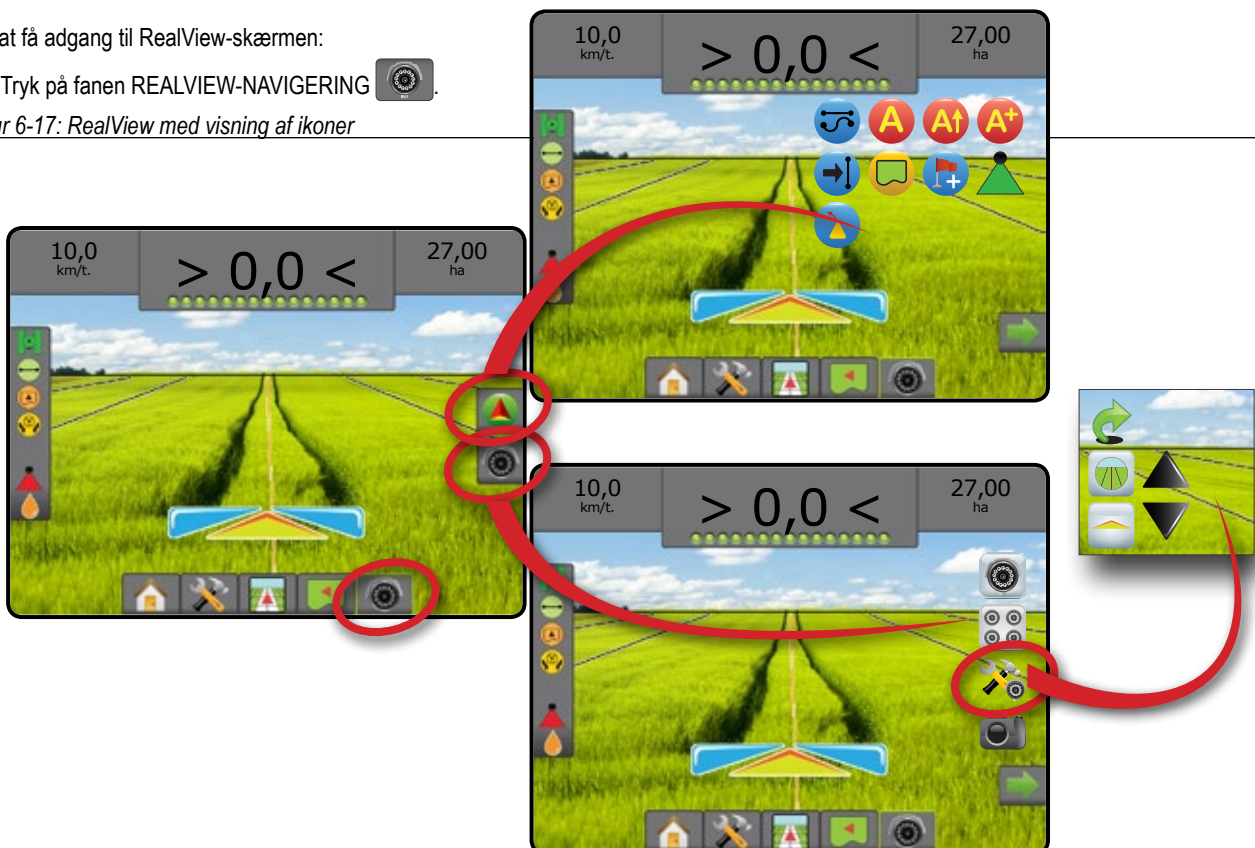 at få adgang til RealView-skærmen:
Tryk på fanen REALVIEW-NAVIGERING .
6-17: RealView med visning af ikoner
10,0
km/t.
> 0,0 <
27,00
ha
A A A+
10,0
km/t.
> 0,0 <
27,00
ha
10,0
km/t.
> 0,0 <
27,00
ha